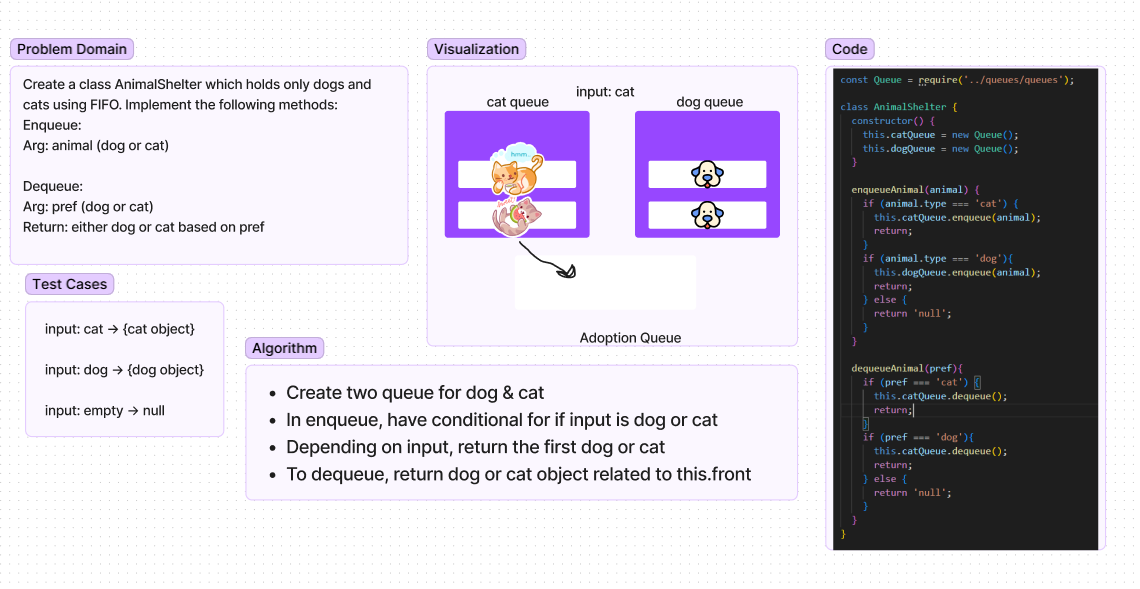 Problem Domain
Create a class AnimalShelter which holds only dogs and
cats using FIFO. Implement the following methods:
Enqueue:
Arg: animal (dog or cat)
Dequeue:
Arg: pref (dog or cat)
Return: either dog or cat based on pref
Test Cases
input: cat → {cat object}
input: dog → {dog object}
input: empty → null
Visualization
input: cat
cat queue
dog queue
hmm..
Adoption Queue
Algorithm
• Create two queue for dog & cat
• In enqueue, have conditional for if input is dog or cat
• Depending on input, return the first dog or cat
• To dequeue, return dog or cat object related to this.front
Code
const Queue = require('../queues/queues');
class AnimalShelter {
constructor() {
this.catQueue = new Queue();
this.dogQueue = new Queue();
}
enqueueAnimal(animal) {
if (animal.type === 'cat') {
this.catQueue.enqueue(animal);
return;
}
if (animal.type === 'dog'){
this.dogQueue.enqueue(animal);
return;
} else {
return 'null';
}
}
dequeueAnimal(pref){
if (pref === 'cat') {
this.catQueue.dequeue();
return;
}
if (pref === 'dog'){
this.catQueue.dequeue();
return;
} else {
return 'null';
}
}
}